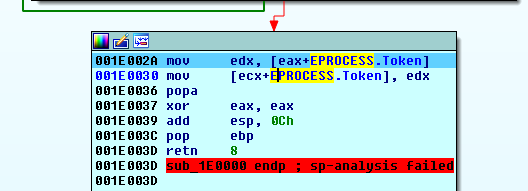 001E002A mov edx, [eax+EPROCESS.Token]
001E0030 mov [ecx+EPROCESS.Token], edx
001E0036 popa
001E0037 xor eax, eax
001E0039 add esp, 0Ch
001E003C pop ebp
001E003D retn 8
001E003D sub_1E0000 endp ; sp-analysis failed
001E003D